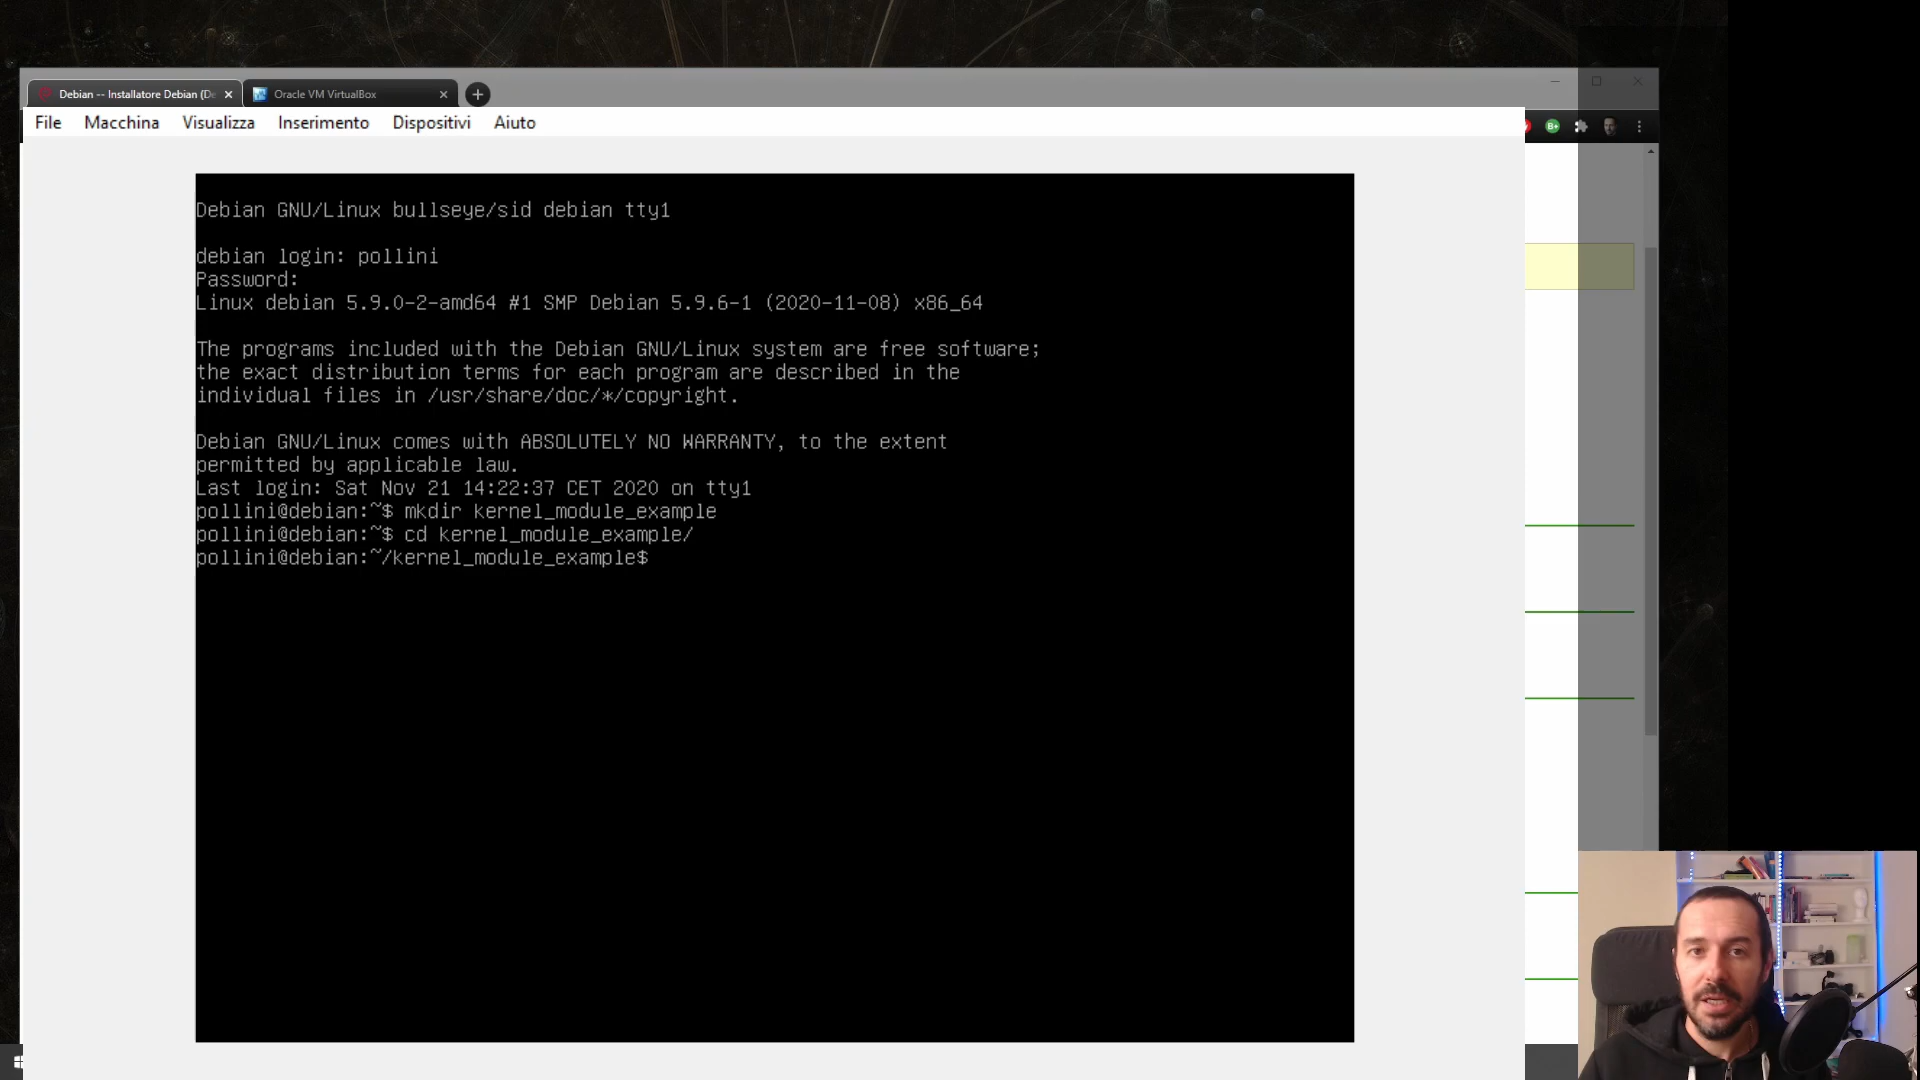 Debian -- Installatore Debian (De
Oracle VM VirtualBox
File Macchina Visualizza Inserimento Dispositivi Aiuto
Debian GNU/Linux bullseye/sid debian tty1
debian login: pollini
Password:
Linux debian 5.9.0-2-amd64 #1 SMP Debian 5.9.6-1 (2020-11-08) x86_64
The programs included with the Debian GNU/Linux system are free software;
the exact distribution terms for each program are described in the
individual files in /usr/share/doc/*/copyright.
Debian GNU/Linux comes with ABSOLUTELY NO WARRANTY, to the extent
permitted by applicable law.
Last login: Sat Nov 21 14:22:37 CET 2020 on tty1
pollini@debian:~$ mkdir kernel_module_example
pollini@debian:~$ cd kernel_module_example/
pollini@debian:~/kernel_module_example$